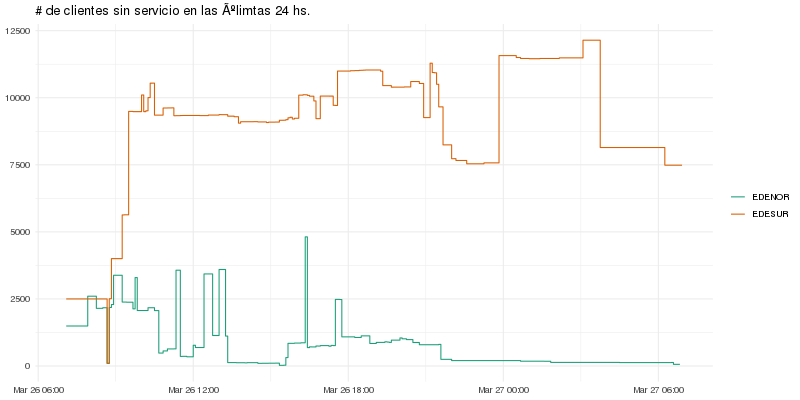 # de clientes sin servicio en las Ãºlimtas 24 hs.
12500
10000
7500
5000
2500
0
Mar 26 06:00 Mar 26 12:00 Mar 26 18:00 Mar 27 00:00 Mar 27 06:00
EDENOR
EDESUR